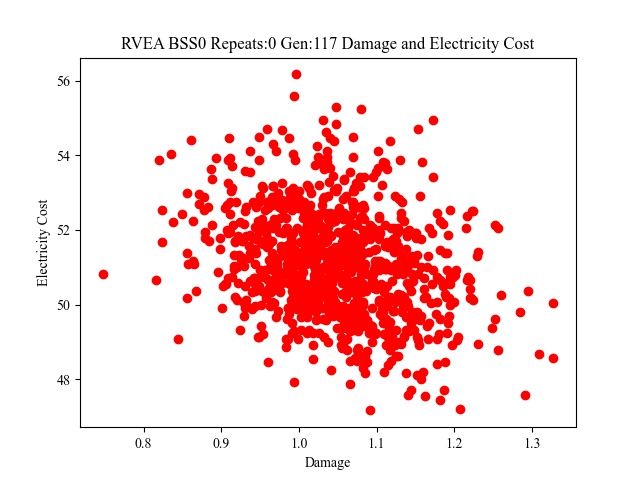 RVEA BSS0 Repeats:0 Gen:117 Damage and Electricity Cost
56
54
52
50
48
Electricity Cost
0.8 0.9 1.0 1.1 1.2 1.3
Damage